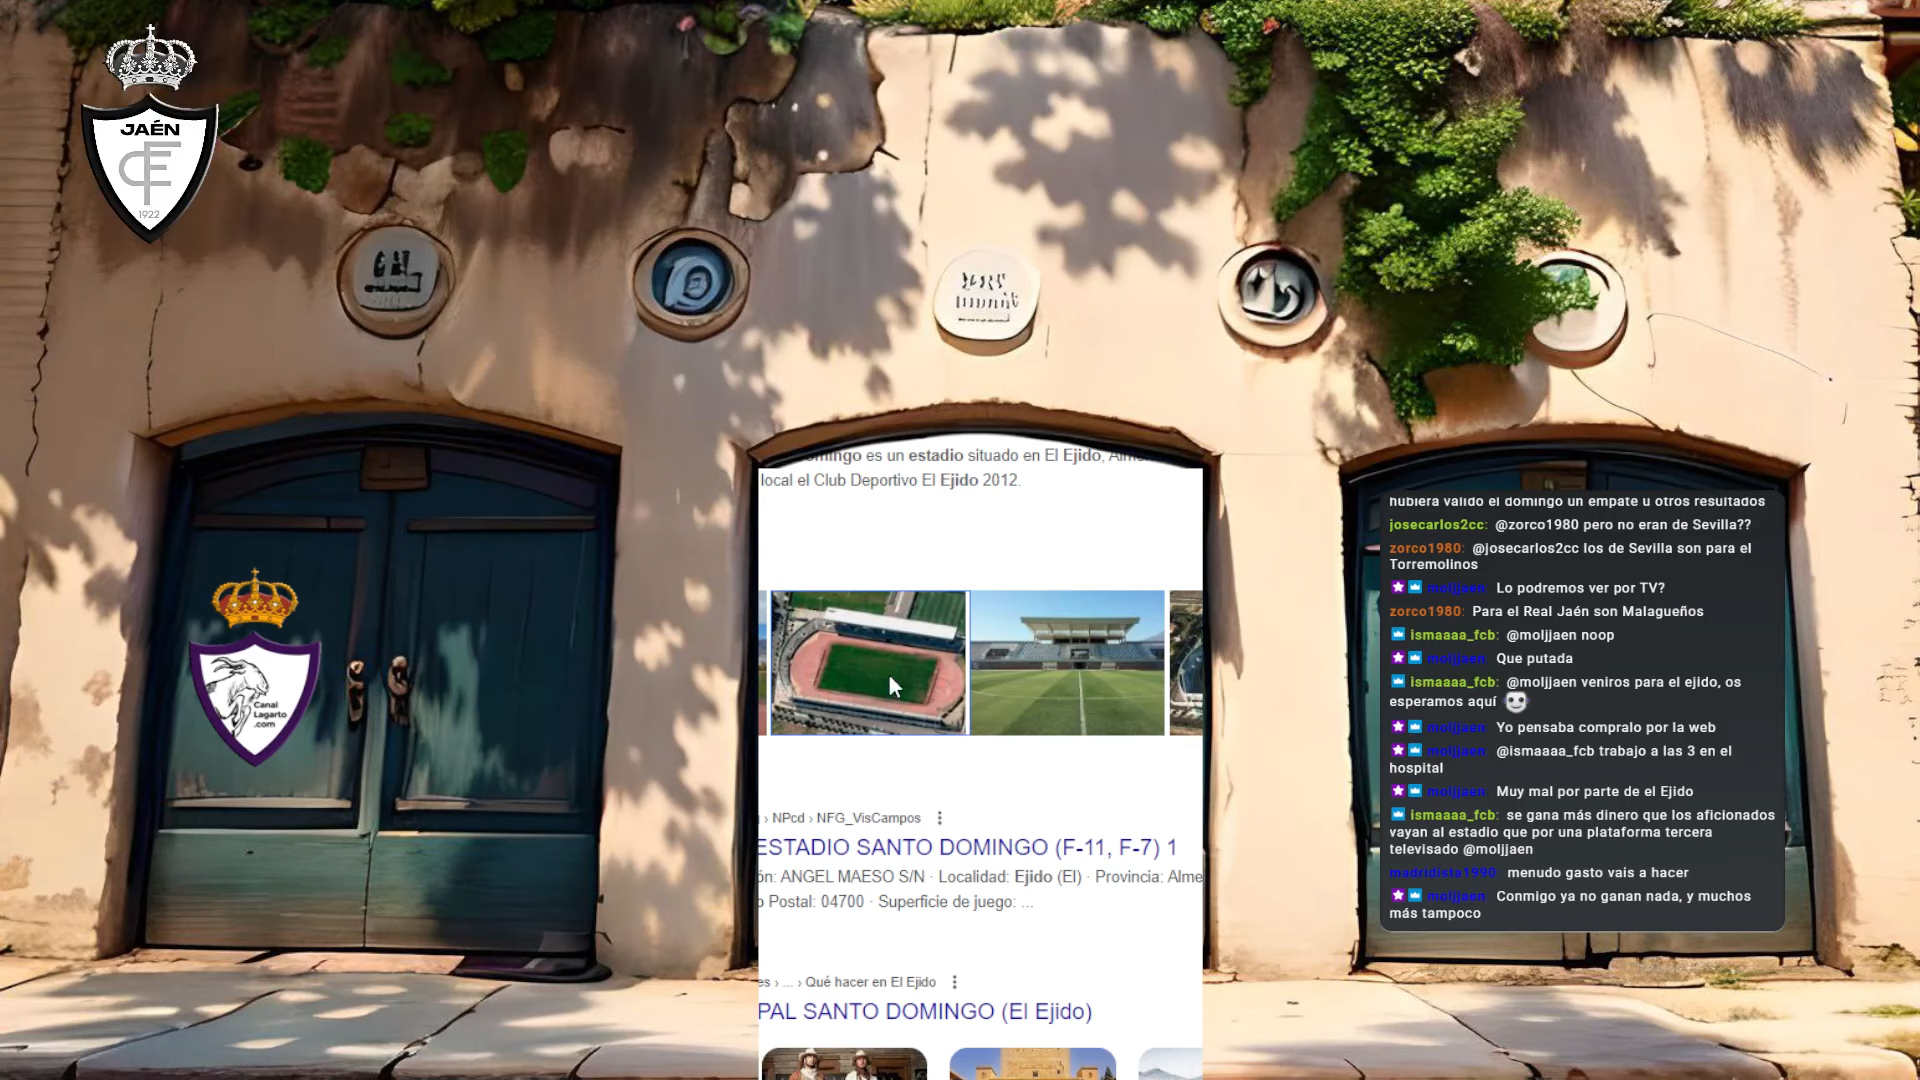 JAÉN
CF
1922
Canal
Lagarto
.com
mingo es un estadio situado en El Ejido,
local el Club Deportivo El Ejido 2012.
› NPcd › NFG_VisCampos
ESTADIO SANTO DOMINGO (F-11, F-7) 1
ón: ANGEL MAESO S/N · Localidad: Ejido (El) · Provincia: Alme
o Postal: 04700 · Superficie de juego: ...
es › ... › Qué hacer en El Ejido
PAL SANTO DOMINGO (El Ejido)
hubiera valido el domingo un empate u otros resultados
josecarlos2cc: @zorco1980 pero no eran de Sevilla??
zorco1980: @josecarlos2cc los de Sevilla son para el
Torremolinos
moljjaen: Lo podremos ver por TV?
zorco1980: Para el Real Jaén son Malagueños
ismaaaa_fcb: @moljjaen noop
moljjaen: Que putada
ismaaaa_fcb: @moljjaen veniros para el ejido, os
esperamos aquí
moljjaen: Yo pensaba compralo por la web
moljjaen: @ismaaaa_fcb trabajo a las 3 en el
hospital
moljjaen: Muy mal por parte de el Ejido
ismaaaa_fcb: se gana más dinero que los aficionados
vayan al estadio que por una plataforma tercera
televisado @moljjaen
madridista1990: menudo gasto vais a hacer
moljjaen: Conmigo ya no ganan nada, y muchos
más tampoco